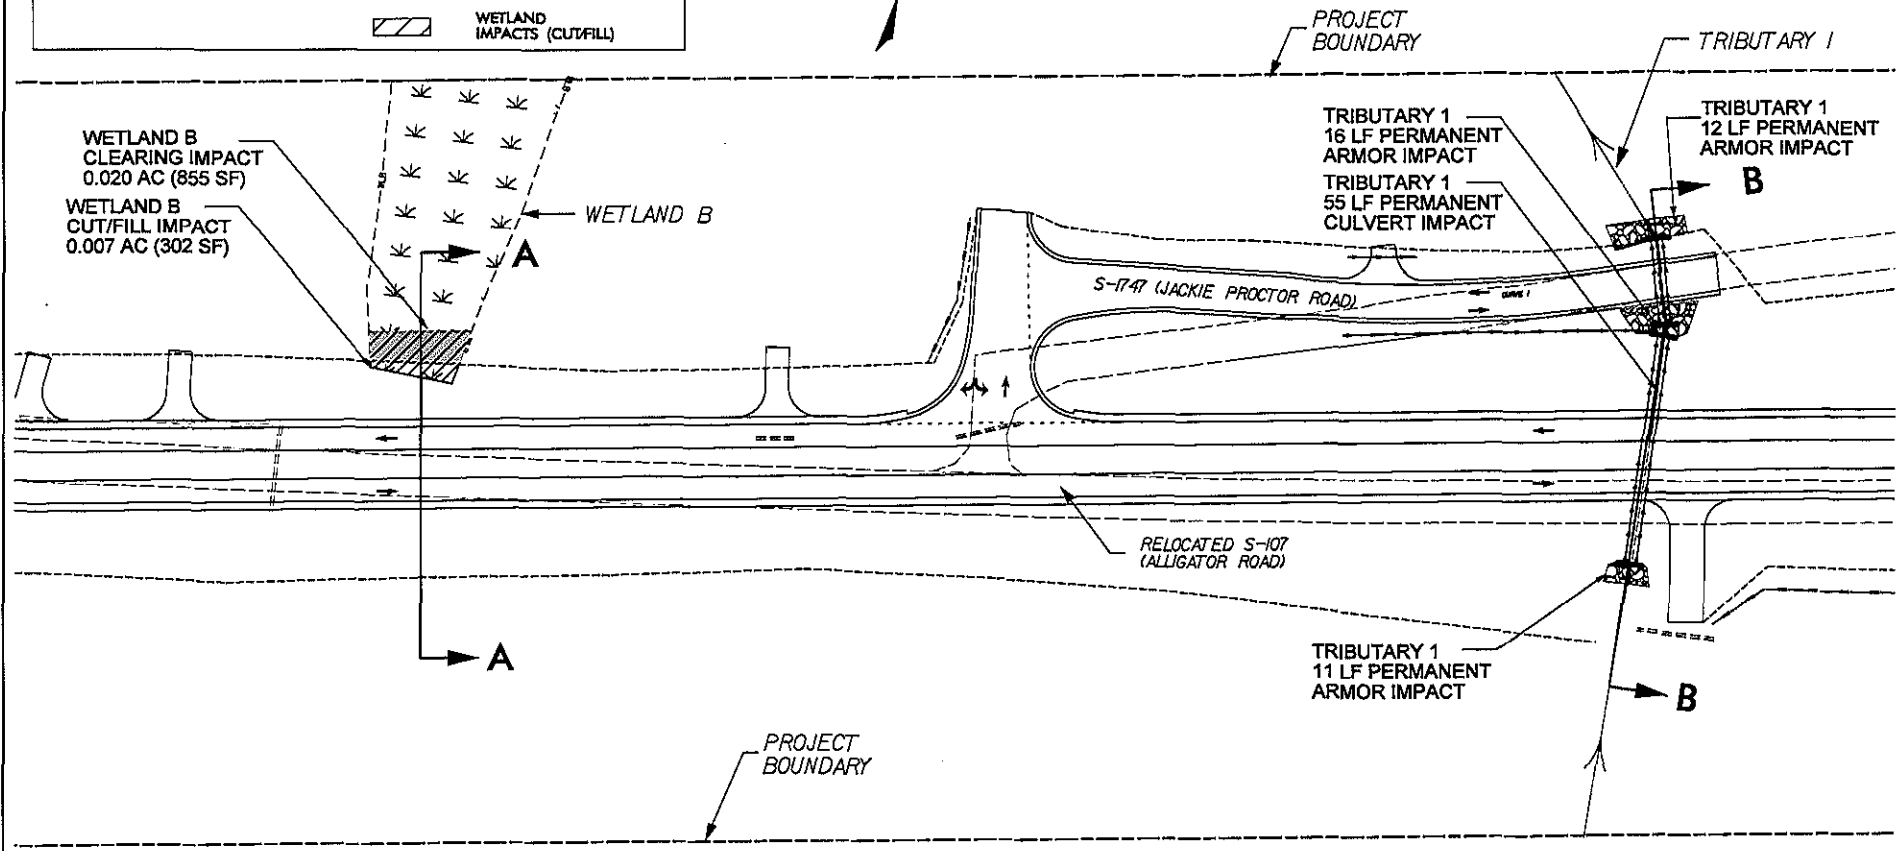 WETLAND
IMPACTS (CUT/FILL)
PROJECT
BOUNDARY
TRIBUTARY 1
WETLAND B
CLEARING IMPACT
0.020 AC (855 SF)
WETLAND B
CUT/FILL IMPACT
0.007 AC (302 SF)
WETLAND B
TRIBUTARY 1
16 LF PERMANENT
ARMOR IMPACT
TRIBUTARY 1
55 LF PERMANENT
CULVERT IMPACT
TRIBUTARY 1
12 LF PERMANENT
ARMOR IMPACT
B
A
S-1747 (JACKIE PROCTOR ROAD)
RELOCATED S-107
(ALLIGATOR ROAD)
A
TRIBUTARY 1
11 LF PERMANENT
ARMOR IMPACT
B
PROJECT
BOUNDARY